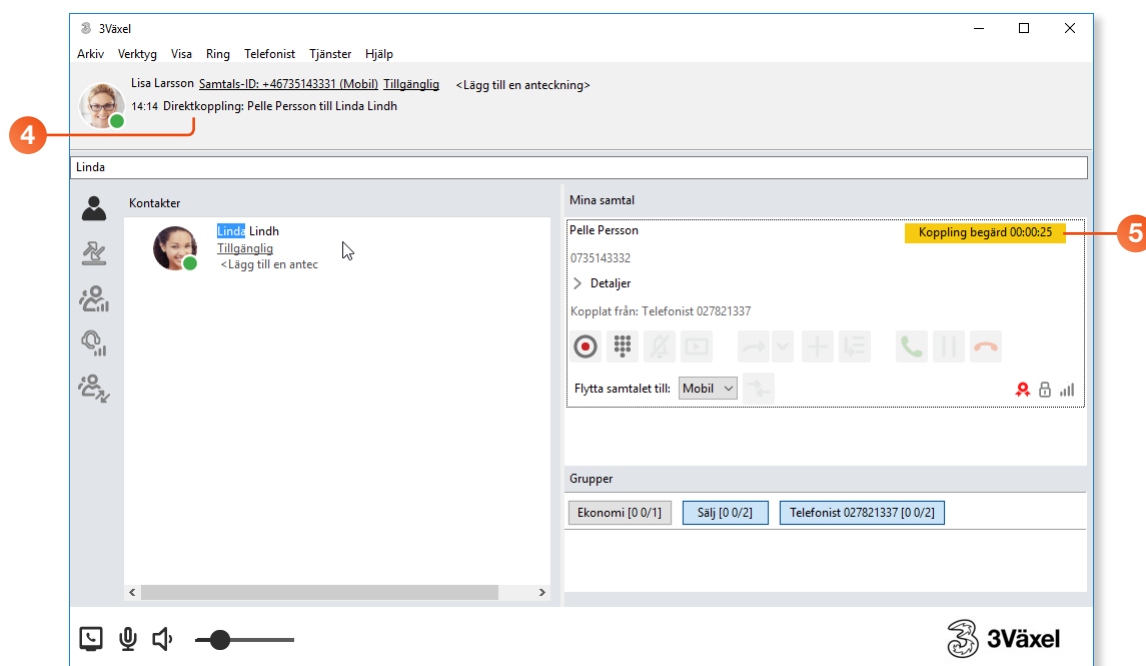 3Växel
Arkiv Verktyg Visa Ring Telefonist Tjänster Hjälp
Lisa Larsson Samtals-ID: +46735143331 (Mobil) Tillgänglig <Lägg till en anteckning>
14:14 Direktkoppling: Pelle Persson till Linda Lindh
4
Linda
Kontakter
Linda Lindh
Tillgänglig
<Lägg till en antec
Mina samtal
Pelle Persson
Koppling begärd 00:00:25
5
0735143332
Detaljer
Kopplat från: Telefonist 027821337
Flytta samtalet till: Mobil
Grupper
Ekonomi [0 0/1] Sälj [0 0/2] Telefonist 027821337 [0 0/2]
3Växel